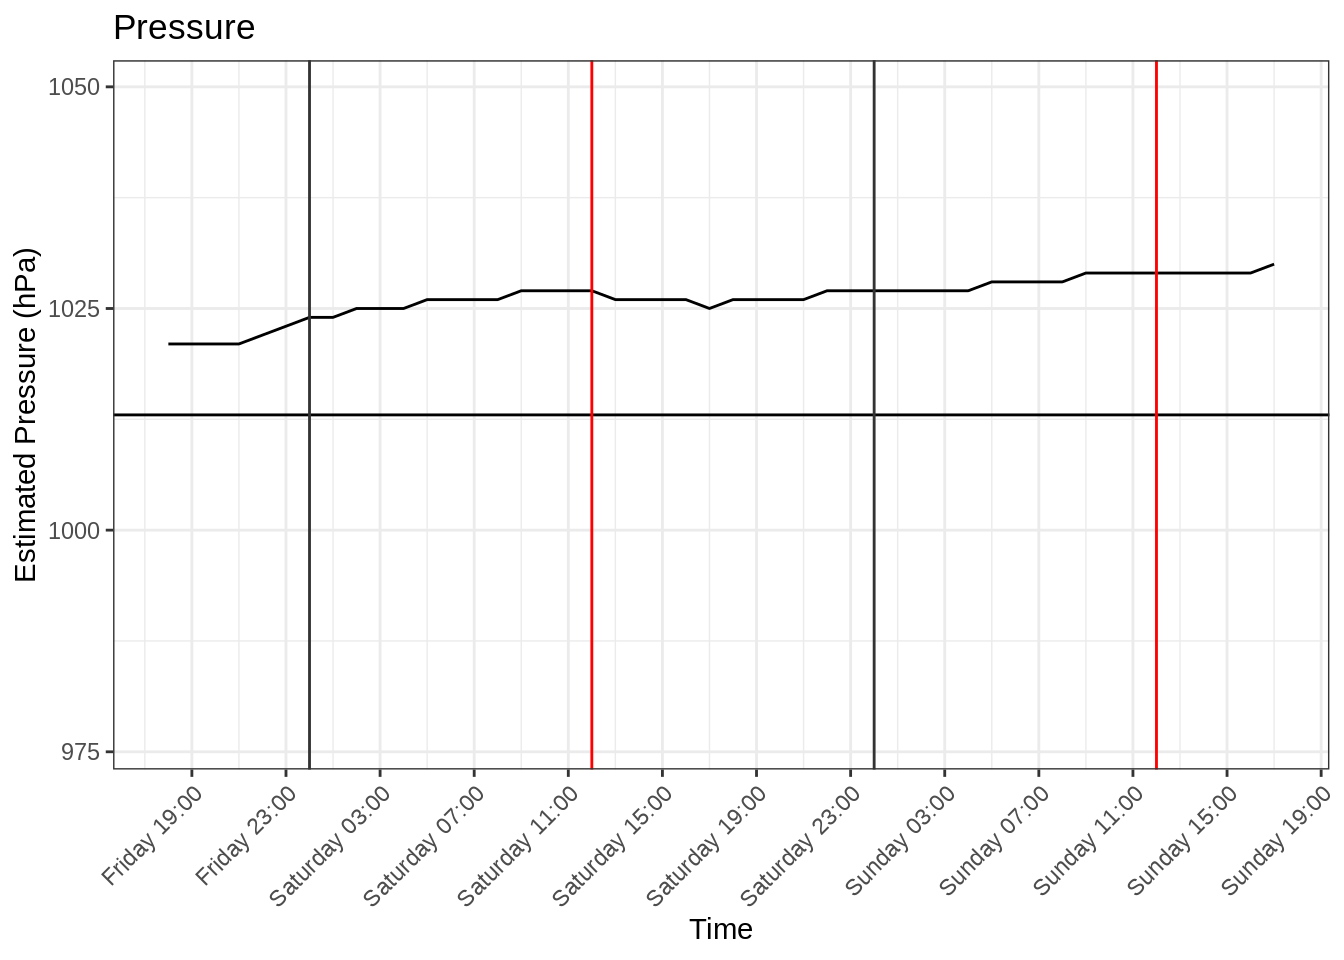 Pressure
Estimated Pressure (hPa)
1050
1025
1000
975
Friday 19:00
Friday 23:00
Saturday 03:00
Saturday 07:00
Saturday 11:00
Saturday 15:00
Saturday 19:00
Saturday 23:00
Sunday 03:00
Sunday 07:00
Sunday 11:00
Sunday 15:00
Sunday 19:00
Time